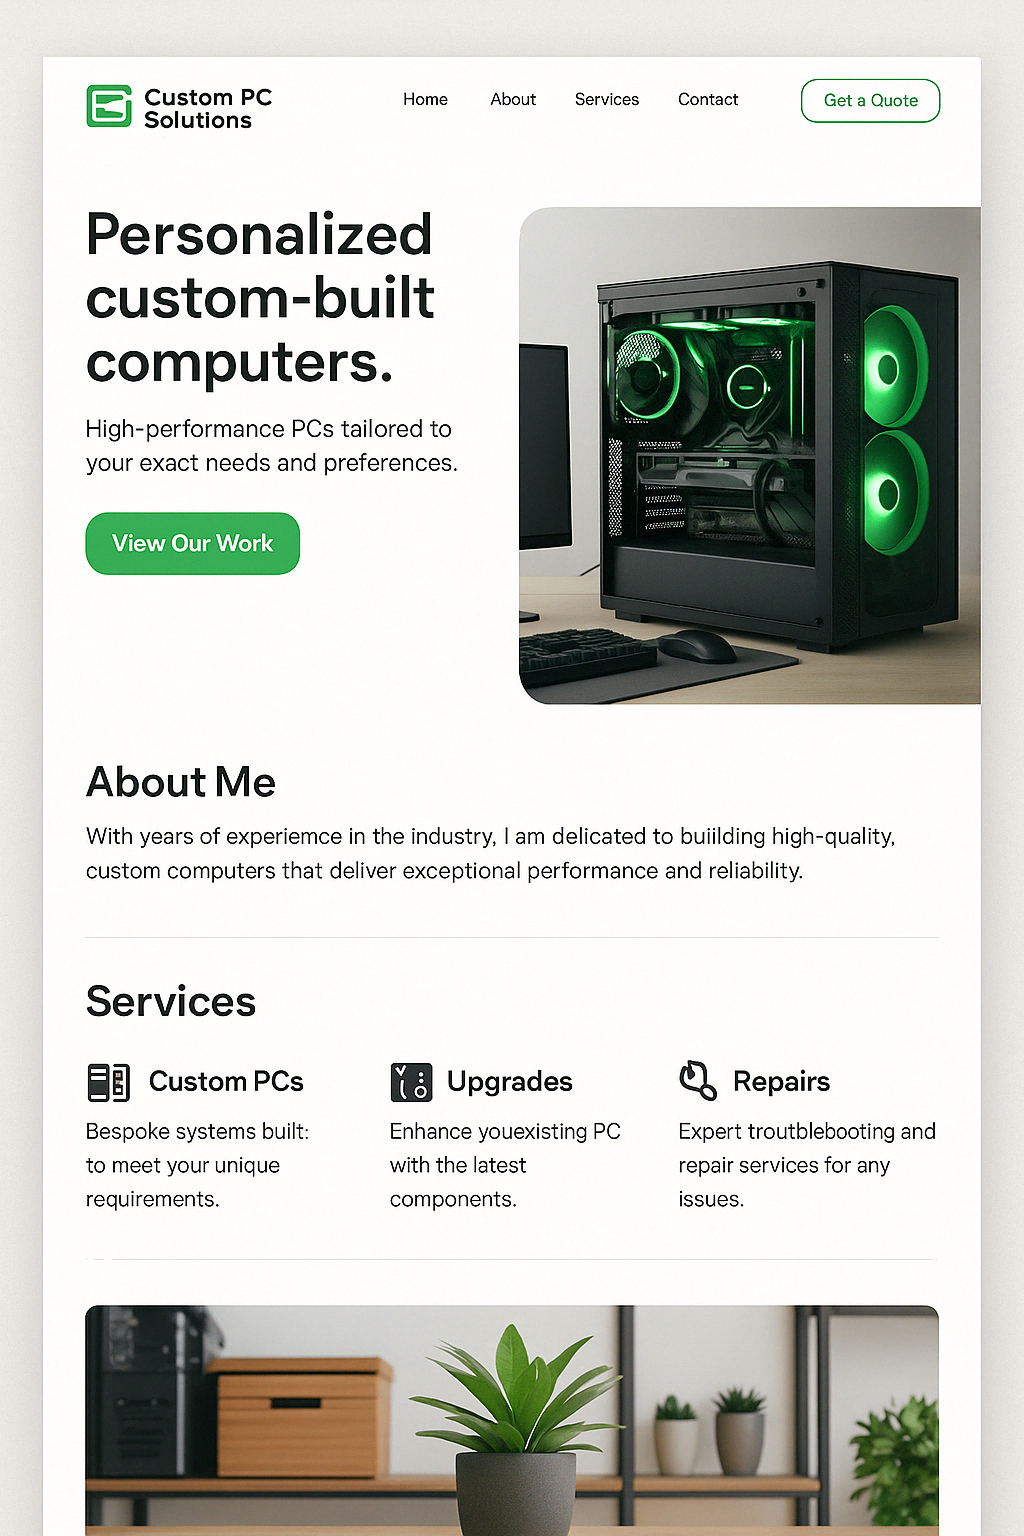 Custom PC
Solutions
Home
About
Services
Contact
Get a Quote
Personalized
custom-built
computers.
High-performance PCs tailored to
your exact needs and preferences.
View Our Work
About Me
With years of experiemce in the industry, I am delicated to buiilding high-quality,
custom computers that deliver exceptional performance and reliability.
Services
Custom PCs
Bespoke systems built:
to meet your unique
requirements.
Upgrades
Enhance youexisting PC
with the latest
components.
Repairs
Expert troutblebooting and
repair services for any
issues.